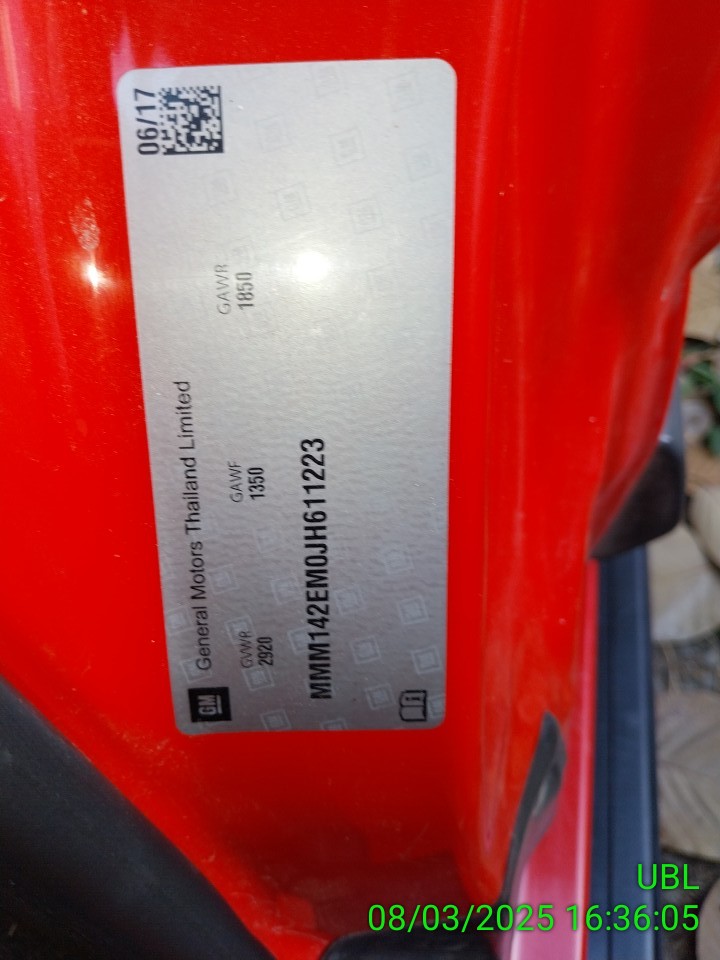 06/17
GM
General Motors Thailand Limited
GVWR GAWF GAWR
2920 1350 1850
MMM142EM0JH611223
UBL
08/03/2025 16:36:05